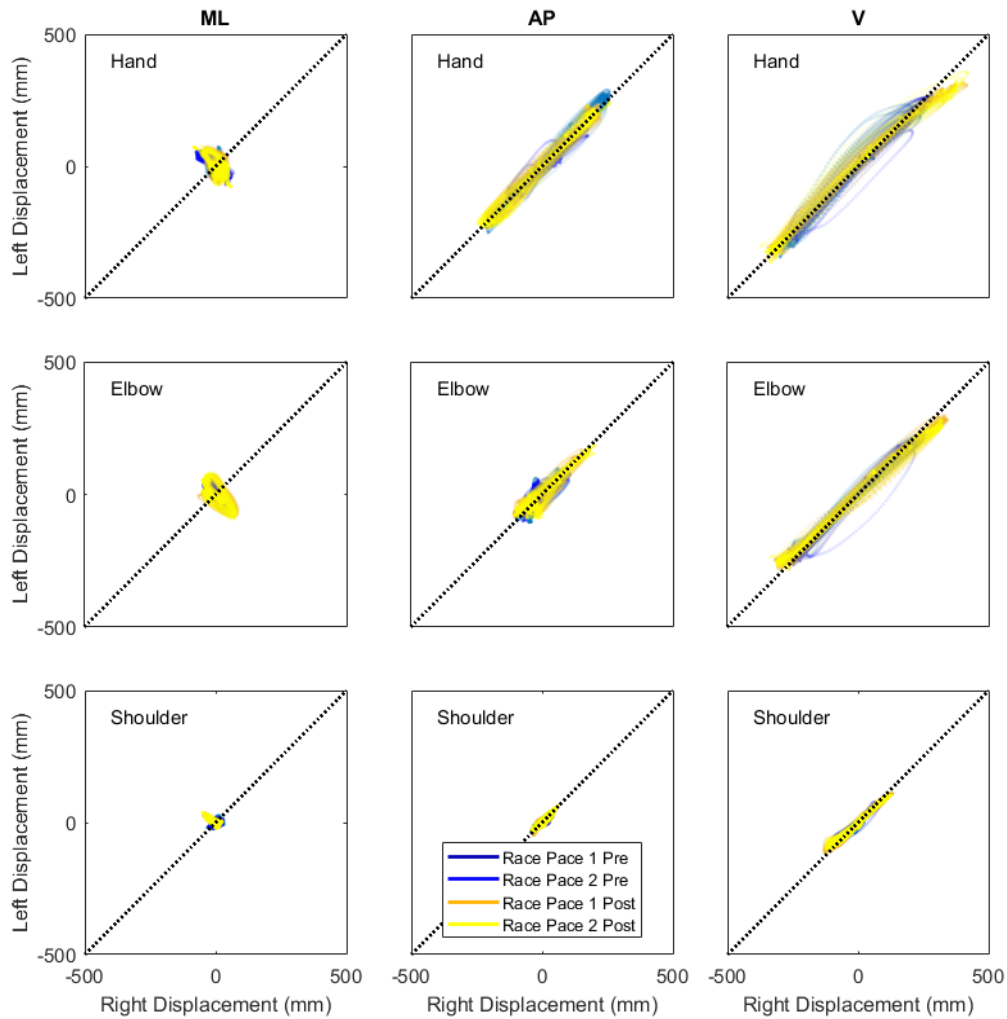 ML AP V
500
Hand Hand Hand
Left Displacement (mm)
0
-500
500
Elbow Elbow Elbow
Left Displacement (mm)
0
-500
500
Shoulder Shoulder Shoulder
Left Displacement (mm)
0
Race Pace 1 Pre
Race Pace 2 Pre
Race Pace 1 Post
Race Pace 2 Post
-500
-500 0 500 0 500 0 500
Right Displacement (mm) Right Displacement (mm) Right Displacement (mm)